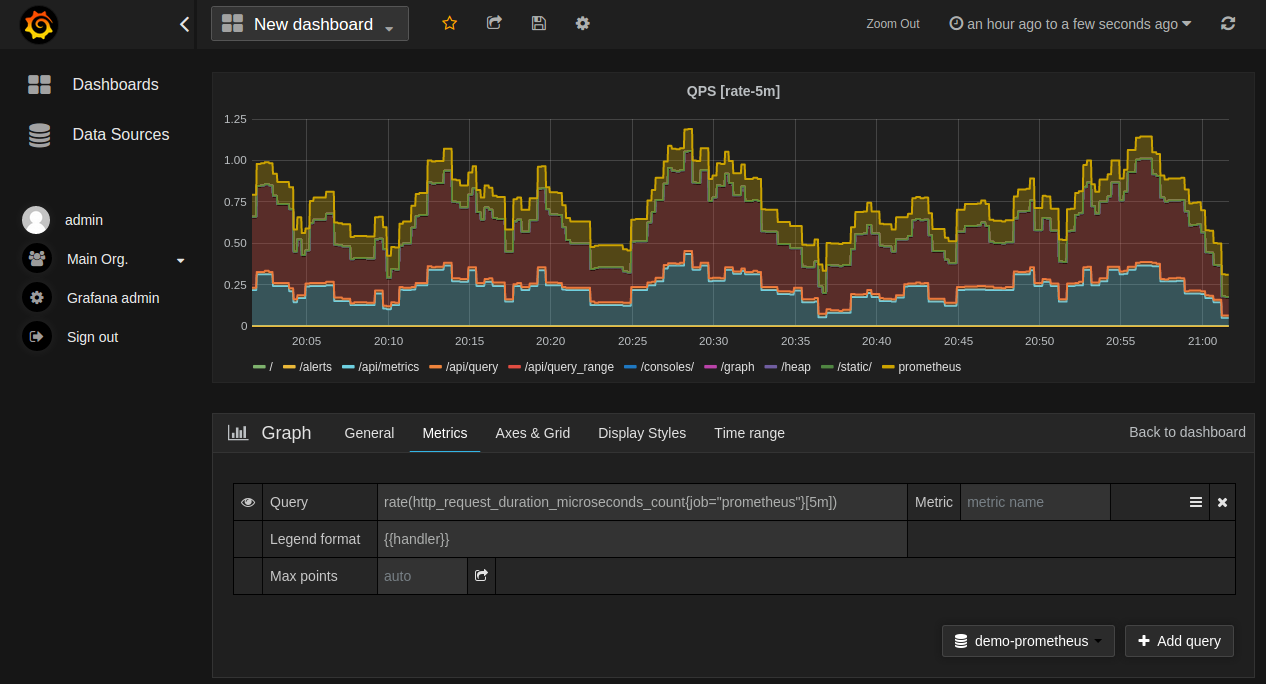 New dashboard
Zoom Out
an hour ago to a few seconds ago
Dashboards
Data Sources
admin
Main Org.
Grafana admin
Sign out
QPS [rate-5m]
1.25
1.00
0.75
0.50
0.25
0
20:05 20:10 20:15 20:20 20:25 20:30 20:35 20:40 20:45 20:50 20:55 21:00
/ /alerts /api/metrics /api/query /api/query_range /consoles/ /graph /heap /static/ prometheus
Graph General Metrics Axes & Grid Display Styles Time range Back to dashboard
Query rate(http_request_duration_microseconds_count{job="prometheus"}[5m]) Metric metric name
Legend format {{handler}}
Max points auto
demo-prometheus Add query